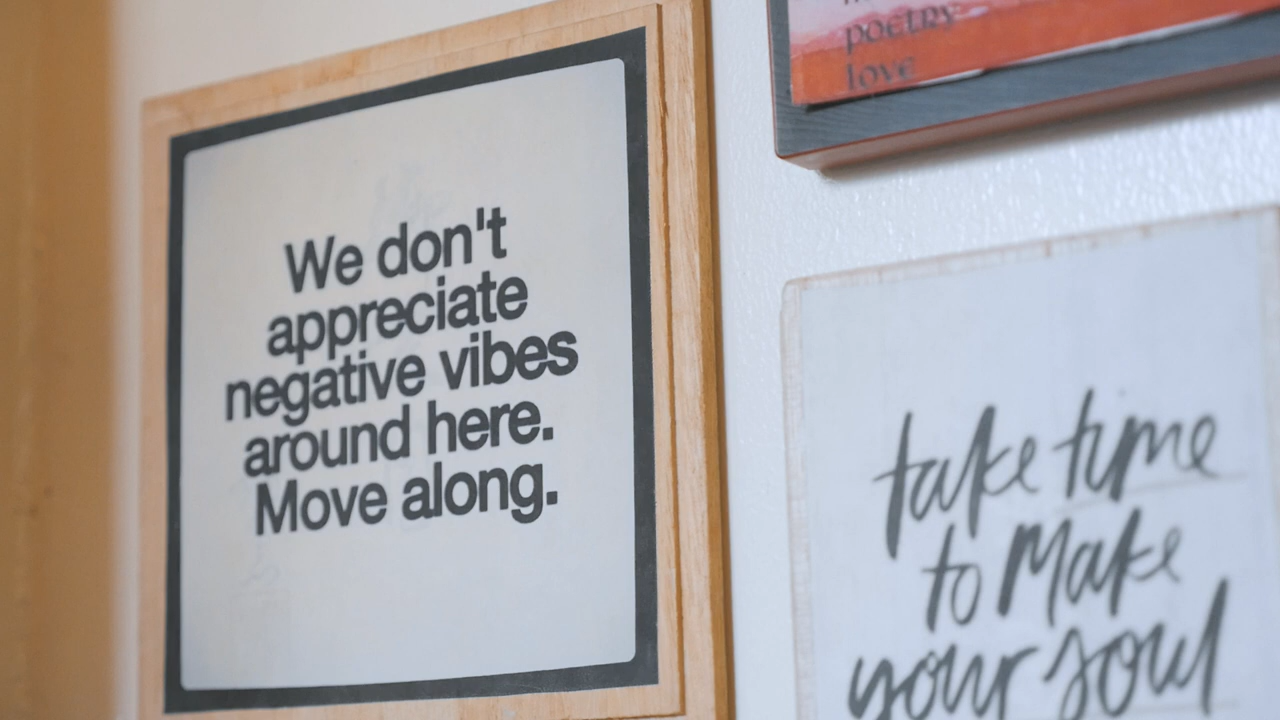 We don't
appreciate
negative vibes
around here.
Move along.
poetry
love
take time
to Make
your soul